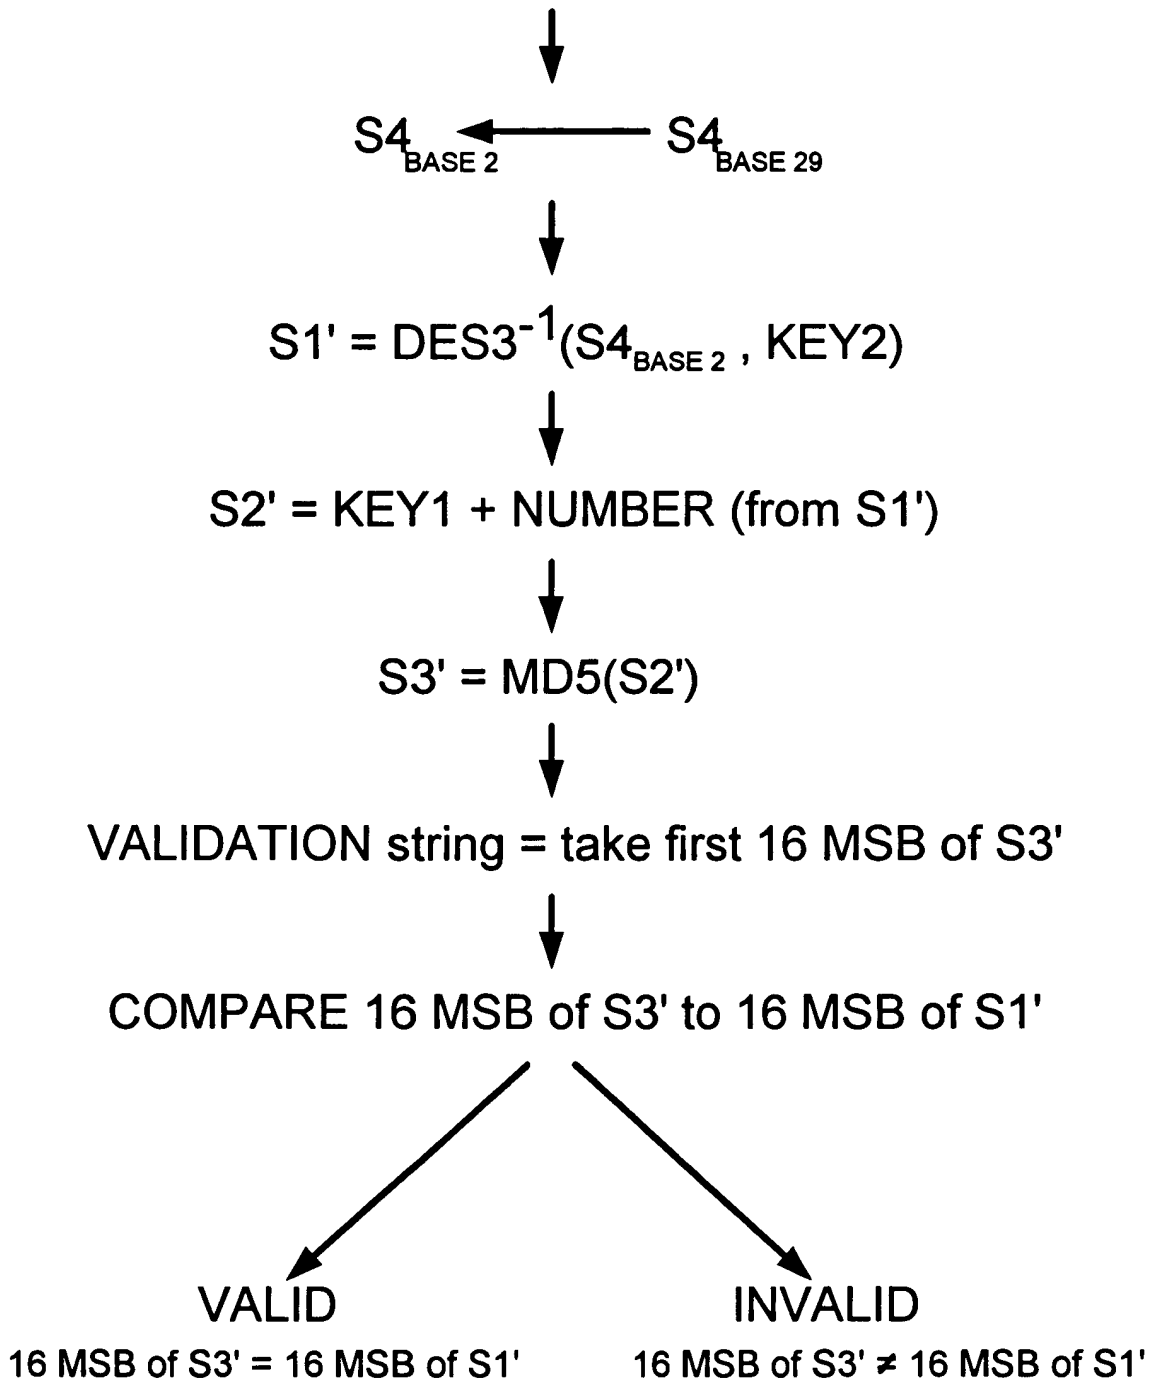 S4BASE 2 S4BASE 29
S1' = DES3-1(S4BASE 2 , KEY2)
S2' = KEY1 + NUMBER (from S1')
S3' = MD5(S2')
VALIDATION string = take first 16 MSB of S3'
COMPARE 16 MSB of S3' to 16 MSB of S1'
VALID INVALID
16 MSB of S3' = 16 MSB of S1' 16 MSB of S3' ≠ 16 MSB of S1'